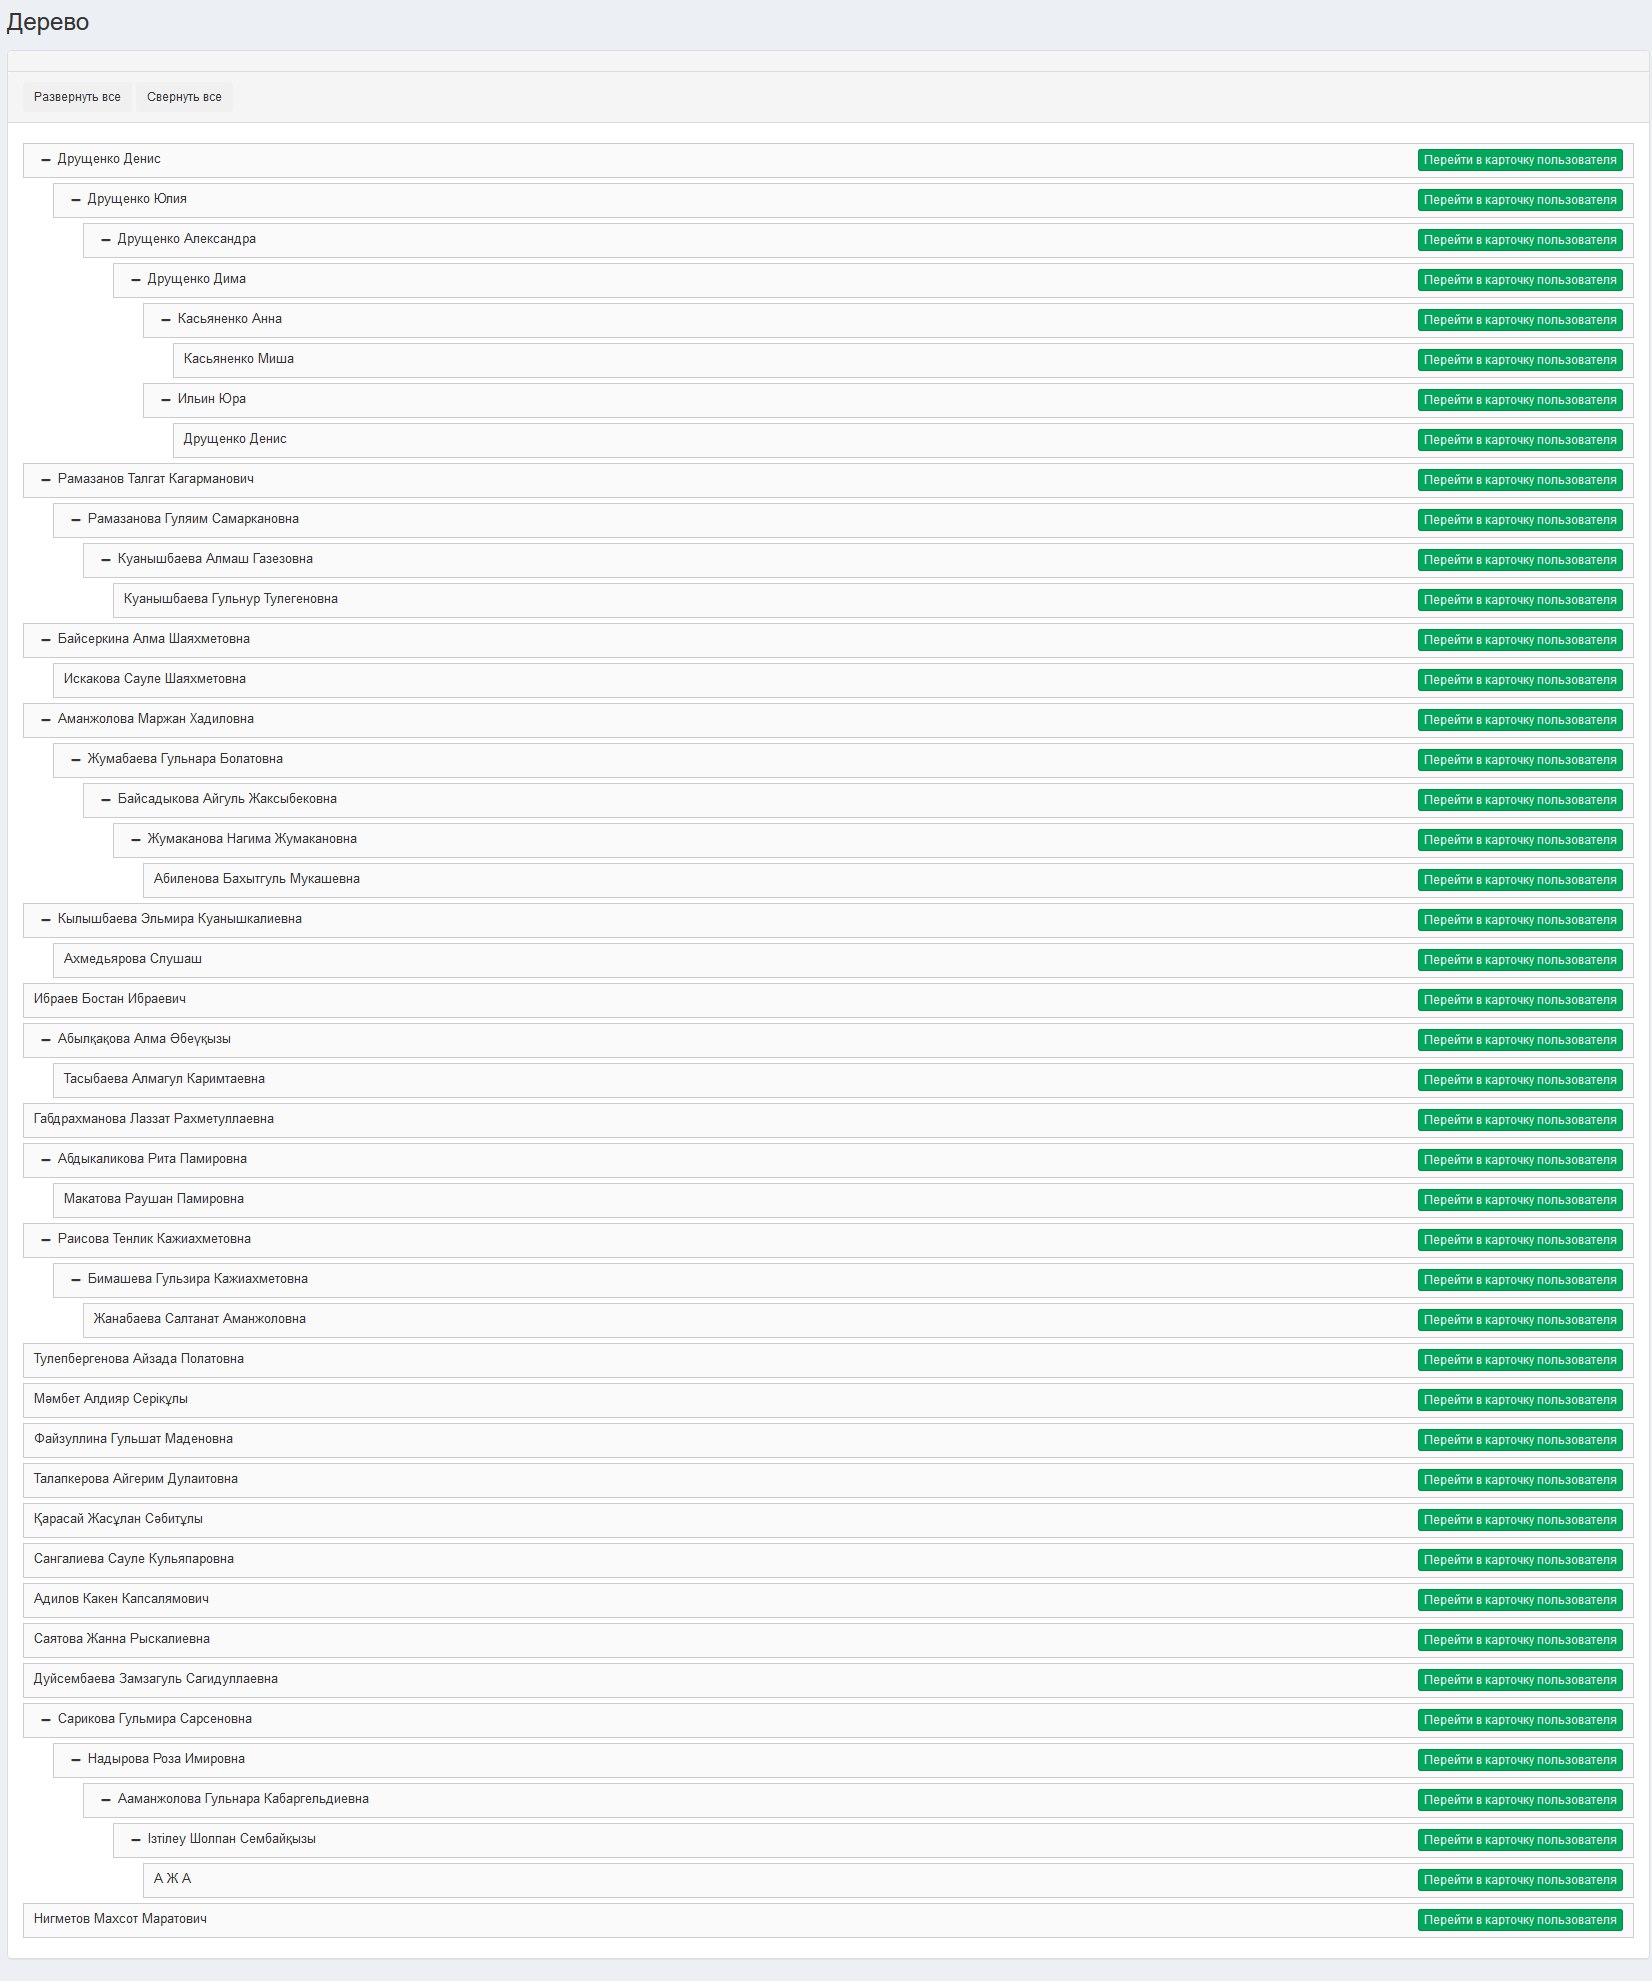 Дерево
Развернуть все Свернуть все
Друщенко Денис Перейти в карточку пользователя
Друщенко Юлия Перейти в карточку пользователя
Друщенко Александра Перейти в карточку пользователя
Друщенко Дима Перейти в карточку пользователя
Касьяненко Анна Перейти в карточку пользователя
Касьяненко Миша Перейти в карточку пользователя
Ильин Юра Перейти в карточку пользователя
Друщенко Денис Перейти в карточку пользователя
Рамазанов Талгат Кагарманович Перейти в карточку пользователя
Рамазанова Гуляим Самаркановна Перейти в карточку пользователя
Куанышбаева Алмаш Газезовна Перейти в карточку пользователя
Куанышбаева Гульнур Тулегеновна Перейти в карточку пользователя
Байсеркина Алма Шаяхметовна Перейти в карточку пользователя
Искакова Сауле Шаяхметовна Перейти в карточку пользователя
Аманжолова Маржан Хадиловна Перейти в карточку пользователя
Жумабаева Гульнара Болатовна Перейти в карточку пользователя
Байсадыкова Айгуль Жаксыбековна Перейти в карточку пользователя
Жумаканова Нагима Жумакановна Перейти в карточку пользователя
Абиленова Бахытгуль Мукашевна Перейти в карточку пользователя
Кылышбаева Эльмира Куанышкалиевна Перейти в карточку пользователя
Ахмедьярова Слушаш Перейти в карточку пользователя
Ибраев Бостан Ибраевич Перейти в карточку пользователя
Абылқақова Алма Әбеуқызы Перейти в карточку пользователя
Тасыбаева Алмагул Каримтаевна Перейти в карточку пользователя
Габдрахманова Лаззат Рахметуллаевна Перейти в карточку пользователя
Абдыкаликова Рита Памировна Перейти в карточку пользователя
Макатова Раушан Памировна Перейти в карточку пользователя
Раисова Тенлик Кажиахметовна Перейти в карточку пользователя
Бимашева Гульзира Кажиахметовна Перейти в карточку пользователя
Жанабаева Салтанат Аманжоловна Перейти в карточку пользователя
Тулепбергенова Айзада Полатовна Перейти в карточку пользователя
Мәмбет Алдияр Серікұлы Перейти в карточку пользователя
Файзуллина Гульшат Маденовна Перейти в карточку пользователя
Талапкерова Айгерим Дулаитовна Перейти в карточку пользователя
Қарасай Жасұлан Сәбитұлы Перейти в карточку пользователя
Сангалиева Сауле Кульяпаровна Перейти в карточку пользователя
Адилов Какен Капсалямович Перейти в карточку пользователя
Саятова Жанна Рыскалиевна Перейти в карточку пользователя
Дуйсембаева Замзагуль Сагидуллаевна Перейти в карточку пользователя
Сарикова Гульмира Сарсеновна Перейти в карточку пользователя
Надырова Роза Имировна Перейти в карточку пользователя
Ааманжолова Гульнара Кабаргельдиевна Перейти в карточку пользователя
Ізтілеу Шолпан Сембайқызы Перейти в карточку пользователя
А Ж А Перейти в карточку пользователя
Нигметов Махсот Маратович Перейти в карточку пользователя